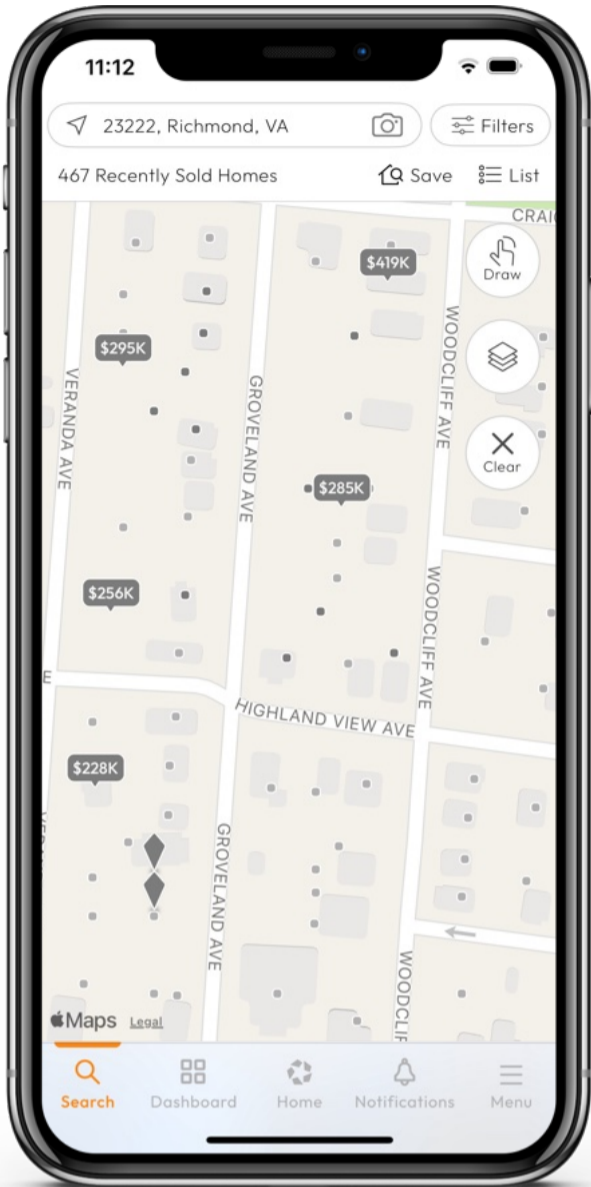 11:12
23222, Richmond, VA
Filters
467 Recently Sold Homes
Save
List
CRAIG
Draw
$419K
$295K
WOODCLIFF AVE
VERANDA AVE
GROVELAND AVE
Clear
$285K
$256K
WOODCLIFF AVE
E
HIGHLAND VIEW AVE
$228K
GROVELAND AVE
WOODCLIF
Maps
Legal
Search
Dashboard
Home
Notifications
Menu